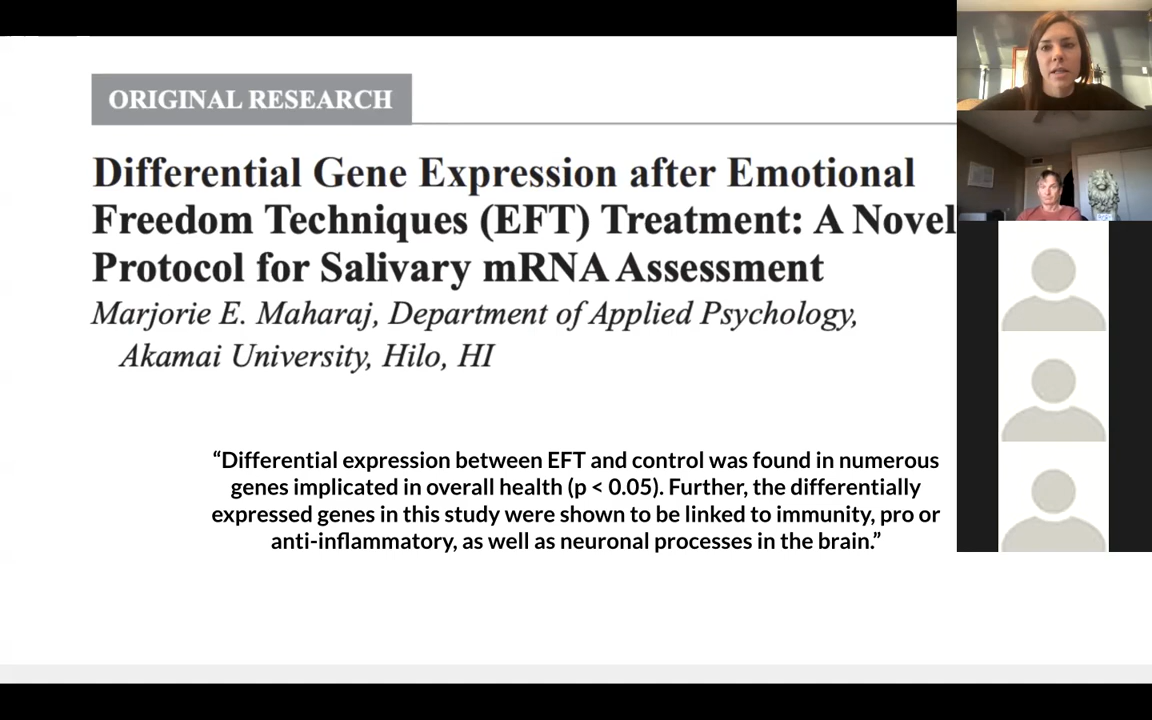 ORIGINAL RESEARCH
Differential Gene Expression after Emotional
Freedom Techniques (EFT) Treatment: A Novel
Protocol for Salivary mRNA Assessment
Marjorie E. Maharaj, Department of Applied Psychology,
Akamai University, Hilo, HI
“Differential expression between EFT and control was found in numerous
genes implicated in overall health (p < 0.05). Further, the differentially
expressed genes in this study were shown to be linked to immunity, pro or
anti-inflammatory, as well as neuronal processes in the brain.”